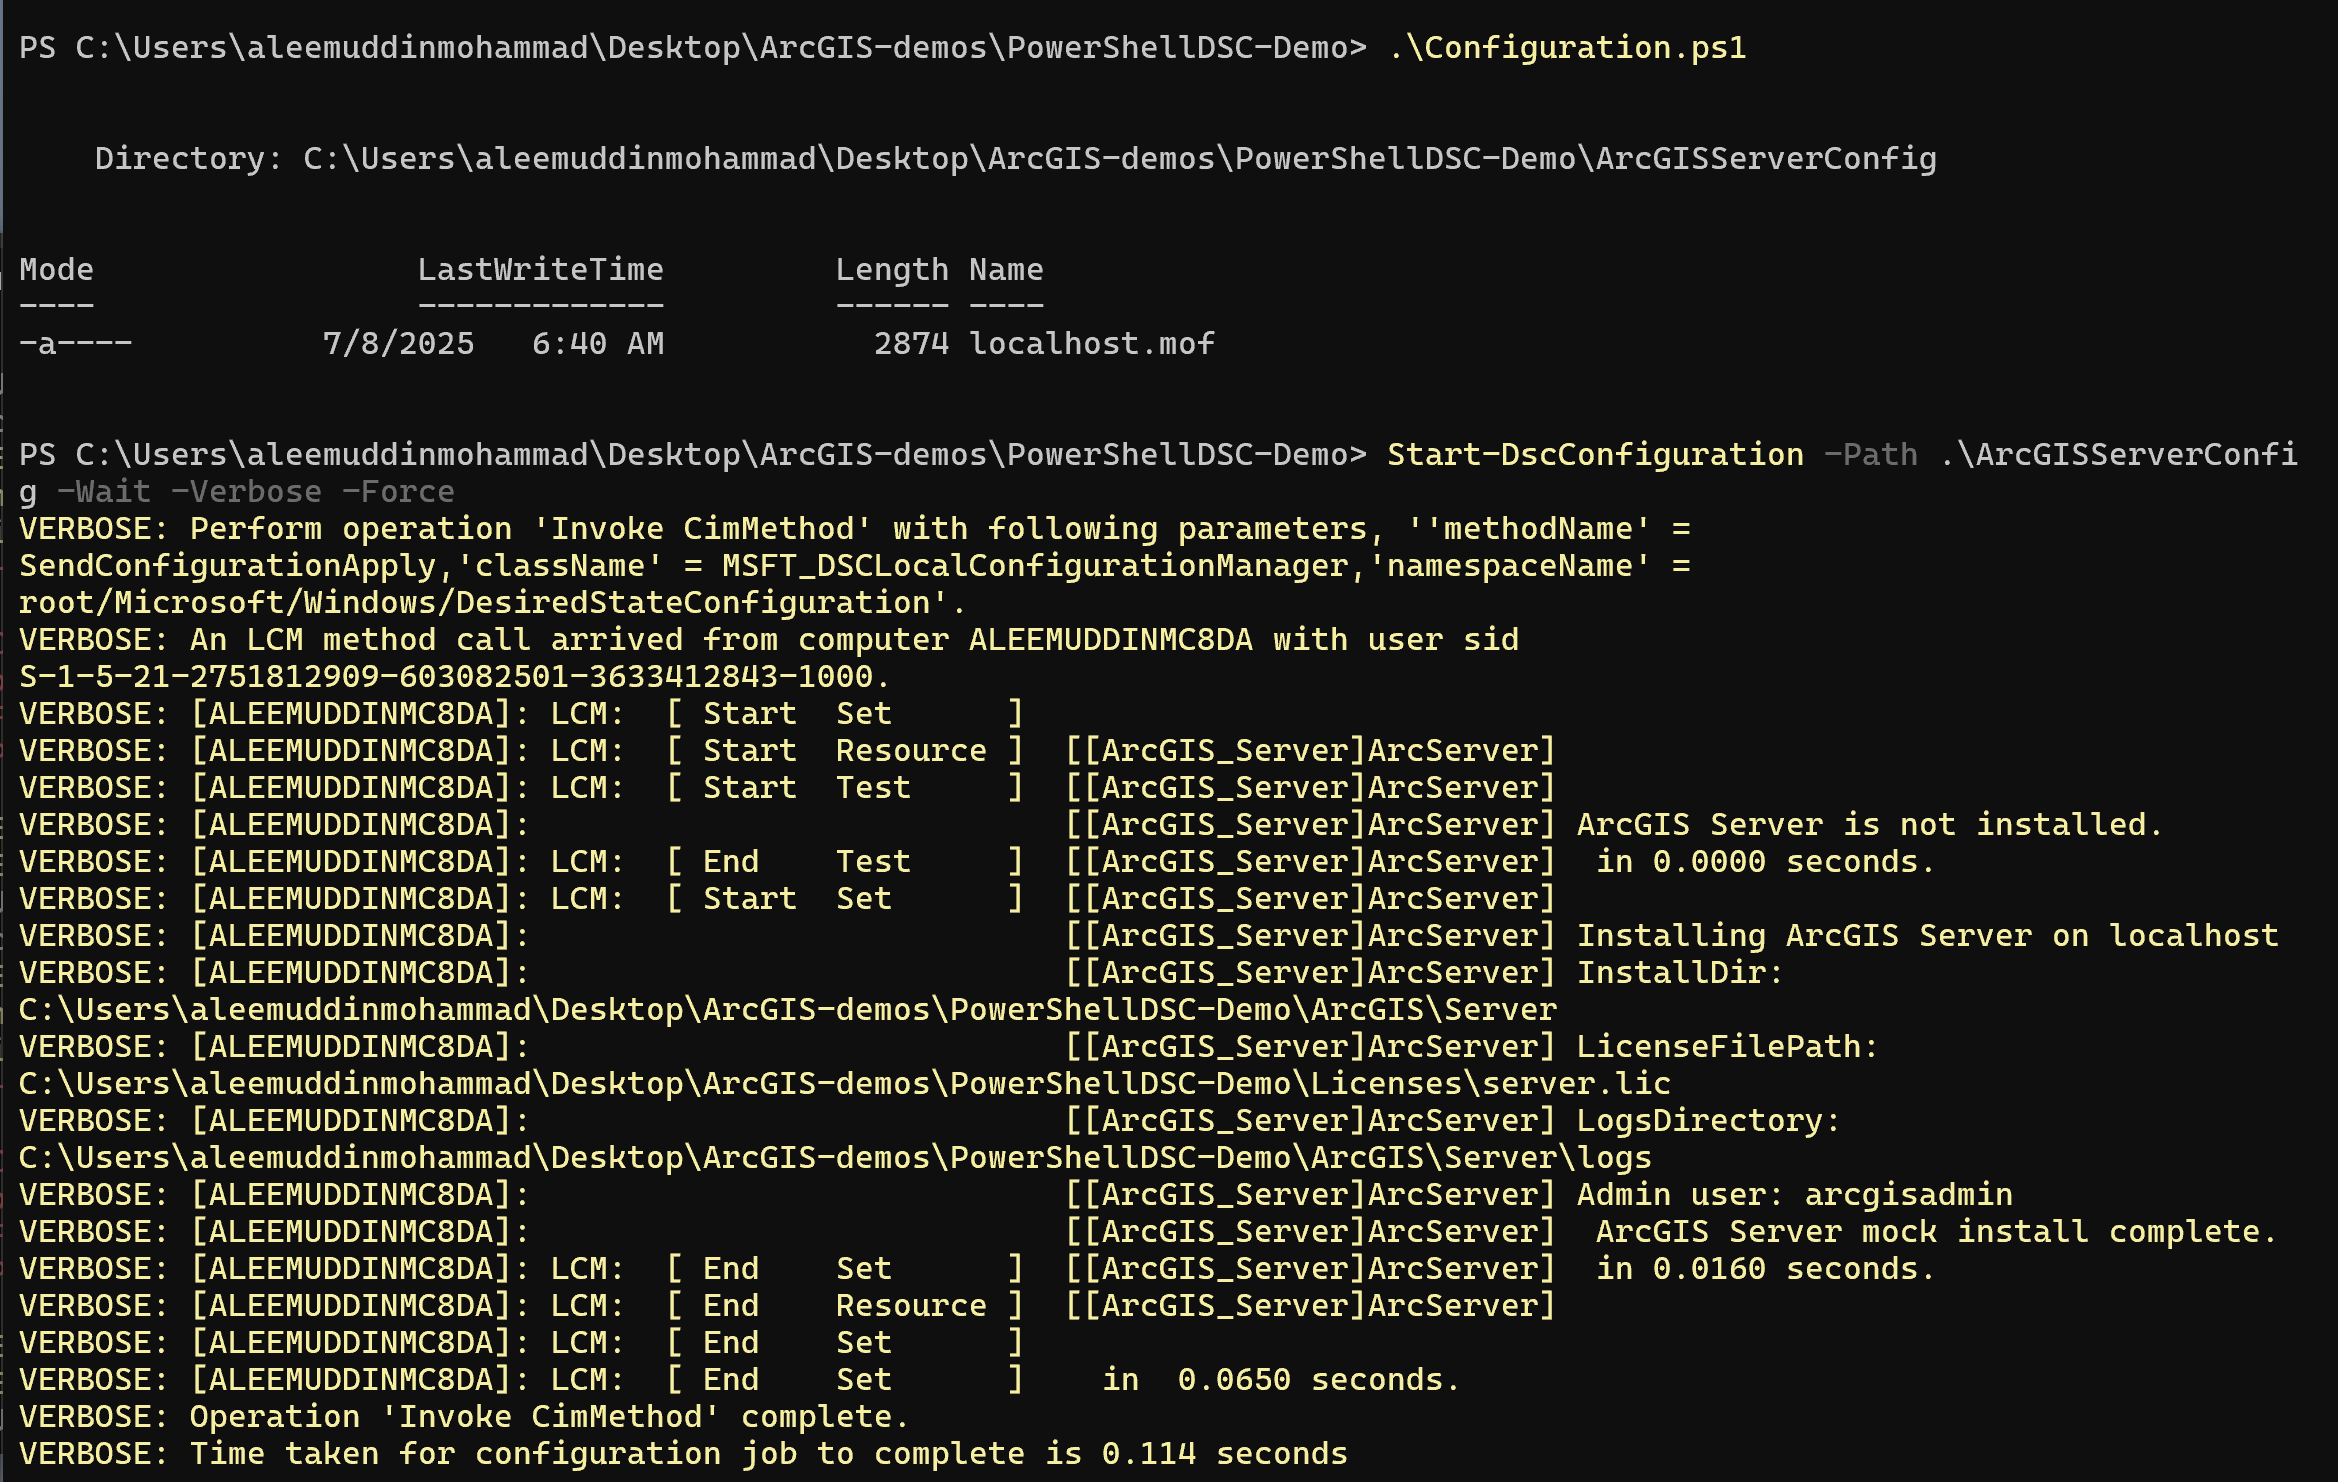 PS C:\Users\aleemuddinmohammad\Desktop\ArcGIS-demos\PowerShellDSC-Demo> .\Configuration.ps1
Directory: C:\Users\aleemuddinmohammad\Desktop\ArcGIS-demos\PowerShellDSC-Demo\ArcGISServerConfig
Mode                 LastWriteTime         Length Name
----                 -------------         ------ ----
-a----          7/8/2025   6:40 AM           2874 localhost.mof
PS C:\Users\aleemuddinmohammad\Desktop\ArcGIS-demos\PowerShellDSC-Demo> Start-DscConfiguration -Path .\ArcGISServerConfi
g -Wait -Verbose -Force
VERBOSE: Perform operation 'Invoke CimMethod' with following parameters, ''methodName' =
SendConfigurationApply,'className' = MSFT_DSCLocalConfigurationManager,'namespaceName' =
root/Microsoft/Windows/DesiredStateConfiguration'.
VERBOSE: An LCM method call arrived from computer ALEEMUDDINMC8DA with user sid
S-1-5-21-2751812909-603082501-3633412843-1000.
VERBOSE: [ALEEMUDDINMC8DA]: LCM:  [ Start  Set      ]
VERBOSE: [ALEEMUDDINMC8DA]: LCM:  [ Start  Resource ]  [[ArcGIS_Server]ArcServer]
VERBOSE: [ALEEMUDDINMC8DA]: LCM:  [ Start  Test     ]  [[ArcGIS_Server]ArcServer]
VERBOSE: [ALEEMUDDINMC8DA]:                            [[ArcGIS_Server]ArcServer] ArcGIS Server is not installed.
VERBOSE: [ALEEMUDDINMC8DA]: LCM:  [ End    Test     ]  [[ArcGIS_Server]ArcServer]  in 0.0000 seconds.
VERBOSE: [ALEEMUDDINMC8DA]: LCM:  [ Start  Set      ]  [[ArcGIS_Server]ArcServer]
VERBOSE: [ALEEMUDDINMC8DA]:                            [[ArcGIS_Server]ArcServer] Installing ArcGIS Server on localhost
VERBOSE: [ALEEMUDDINMC8DA]:                            [[ArcGIS_Server]ArcServer] InstallDir:
C:\Users\aleemuddinmohammad\Desktop\ArcGIS-demos\PowerShellDSC-Demo\ArcGIS\Server
VERBOSE: [ALEEMUDDINMC8DA]:                            [[ArcGIS_Server]ArcServer] LicenseFilePath:
C:\Users\aleemuddinmohammad\Desktop\ArcGIS-demos\PowerShellDSC-Demo\Licenses\server.lic
VERBOSE: [ALEEMUDDINMC8DA]:                            [[ArcGIS_Server]ArcServer] LogsDirectory:
C:\Users\aleemuddinmohammad\Desktop\ArcGIS-demos\PowerShellDSC-Demo\ArcGIS\Server\logs
VERBOSE: [ALEEMUDDINMC8DA]:                            [[ArcGIS_Server]ArcServer] Admin user: arcgisadmin
VERBOSE: [ALEEMUDDINMC8DA]:                            [[ArcGIS_Server]ArcServer]  ArcGIS Server mock install complete.
VERBOSE: [ALEEMUDDINMC8DA]: LCM:  [ End    Set      ]  [[ArcGIS_Server]ArcServer]  in 0.0160 seconds.
VERBOSE: [ALEEMUDDINMC8DA]: LCM:  [ End    Resource ]  [[ArcGIS_Server]ArcServer]
VERBOSE: [ALEEMUDDINMC8DA]: LCM:  [ End    Set      ]
VERBOSE: [ALEEMUDDINMC8DA]: LCM:  [ End    Set      ]    in  0.0650 seconds.
VERBOSE: Operation 'Invoke CimMethod' complete.
VERBOSE: Time taken for configuration job to complete is 0.114 seconds